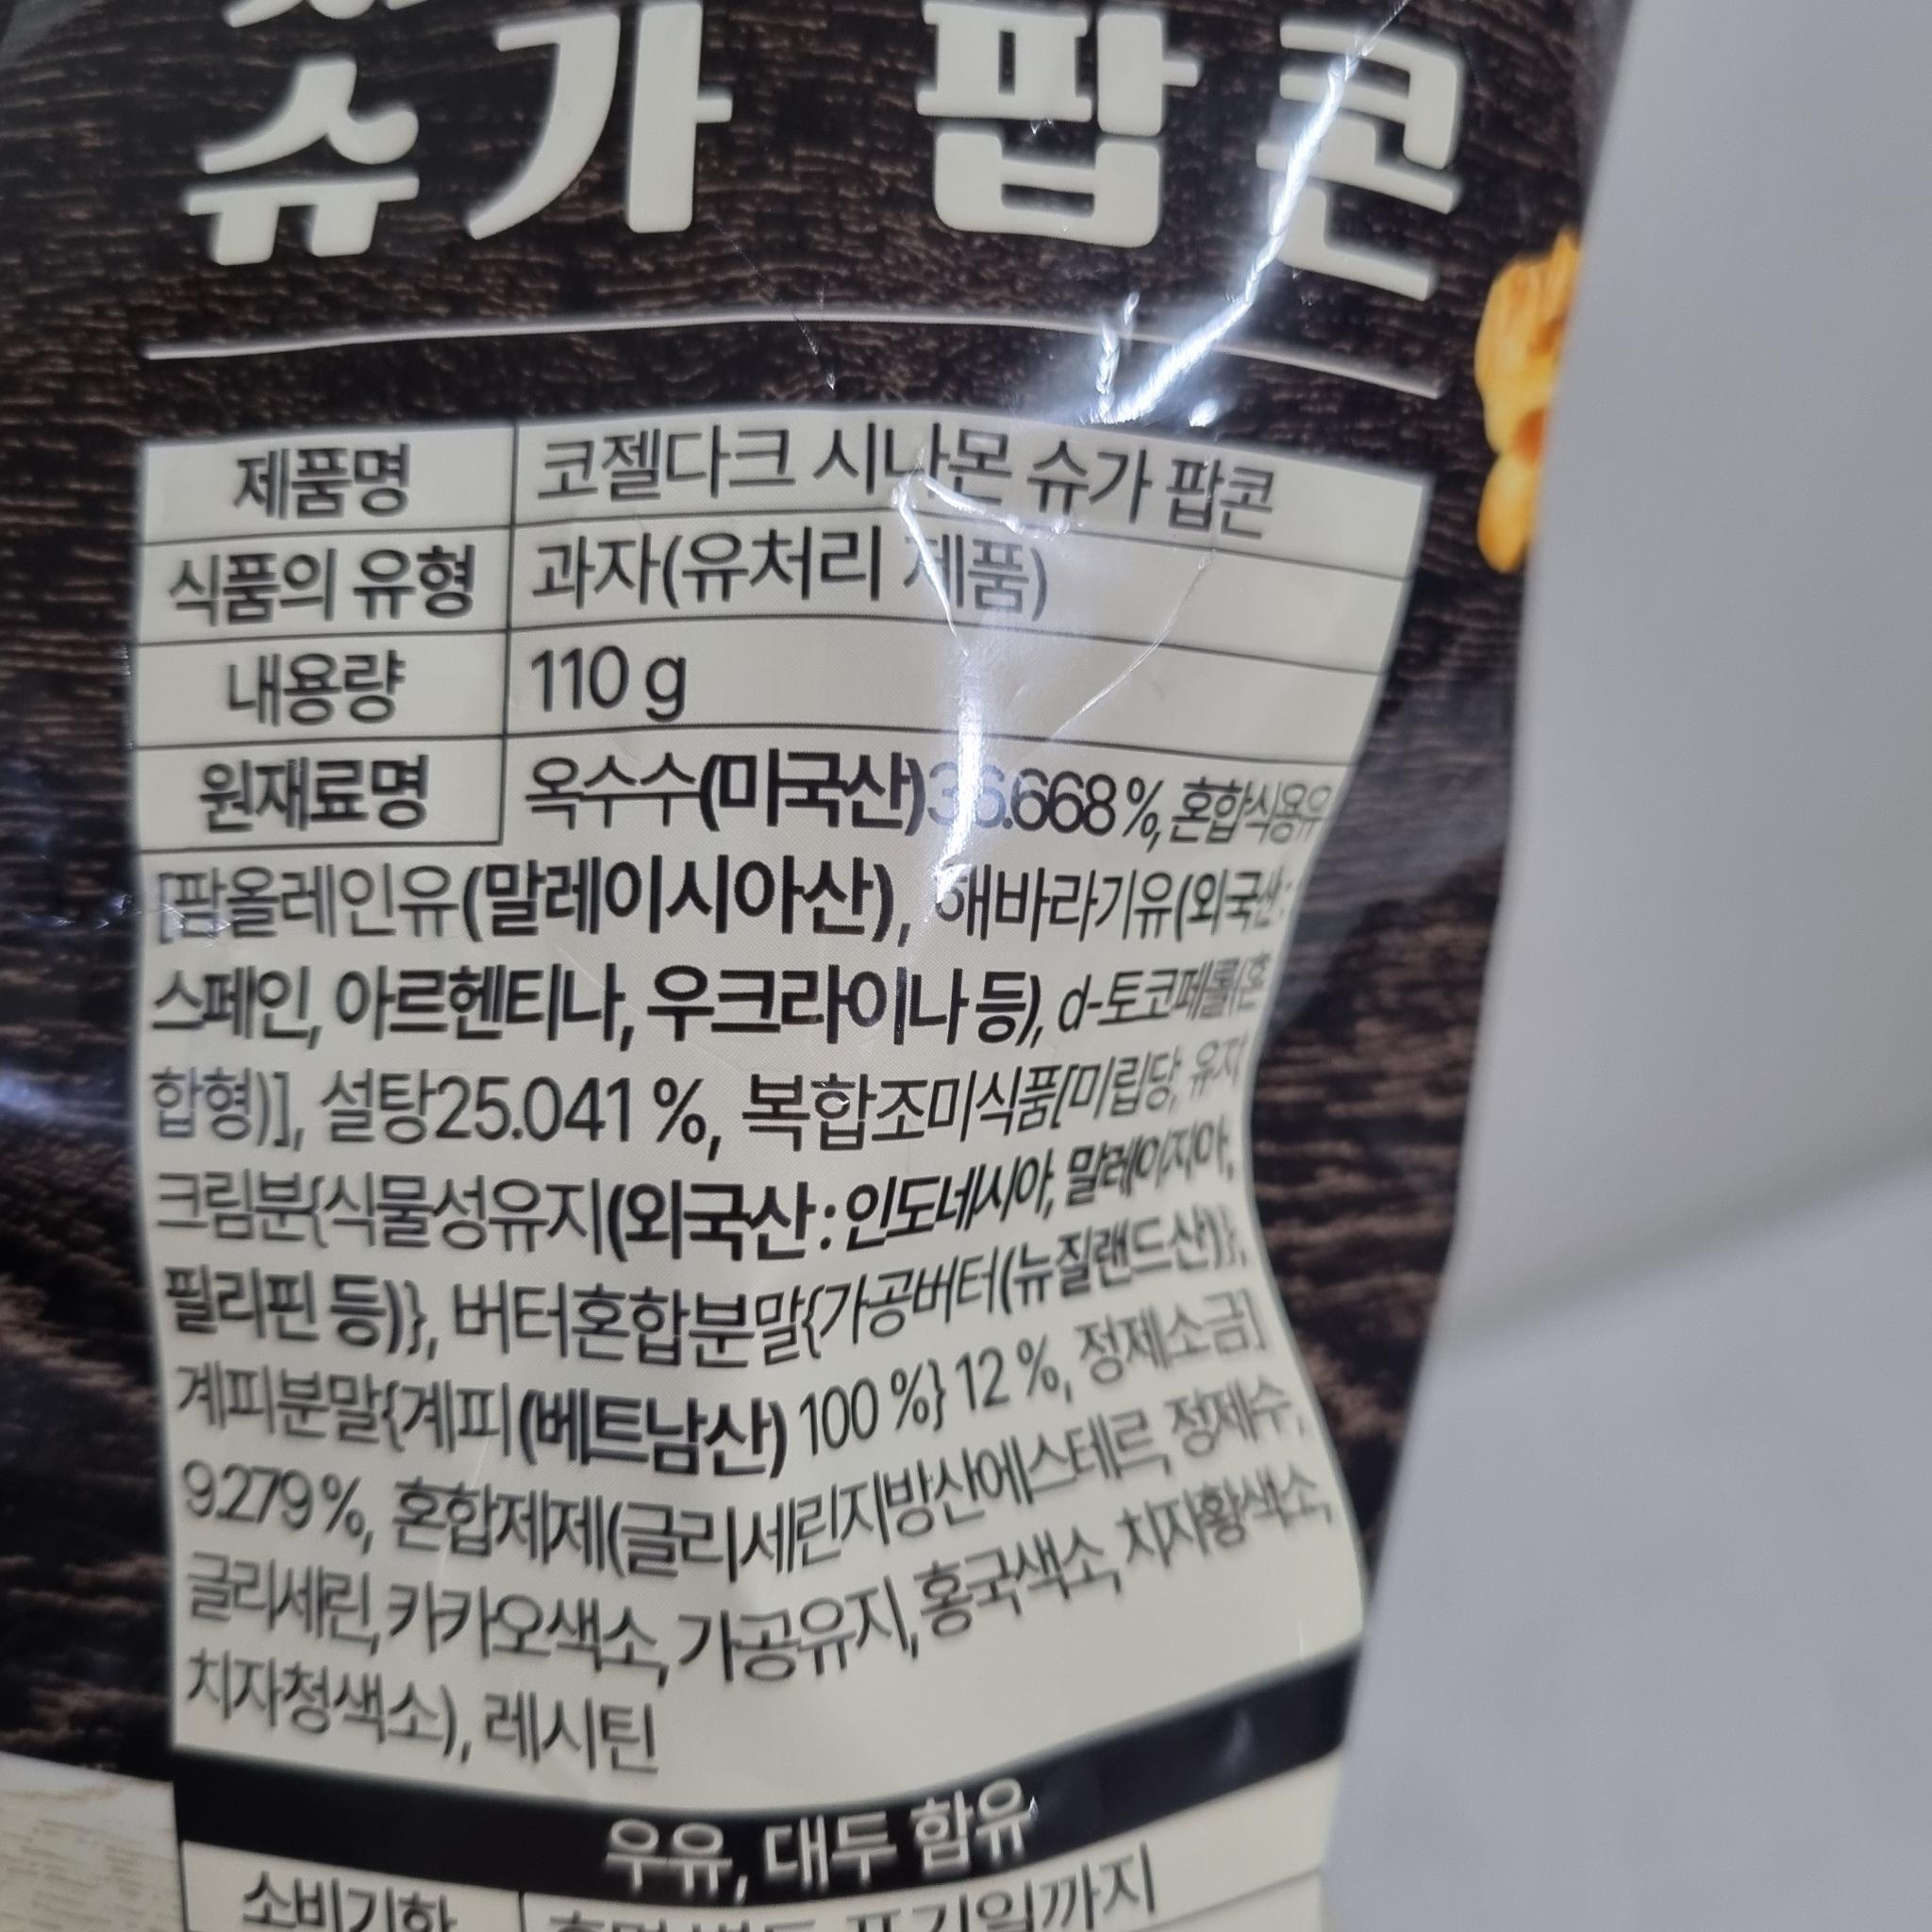 슈가 팝콘
제품명 코젤다크 시나몬 슈가 팝콘
식품의 유형 과자(유처리 제품)
내용량 110 g
원재료명 옥수수(미국산)36.668%, 혼합식용유
[팜올레인유(말레이시아산), 해바라기유(외국산:
스페인, 아르헨티나, 우크라이나 등), d-토코페롤(혼
합형)], 설탕25.041%, 복합조미식품[미립당, 유지
크림분{식물성유지(외국산:인도네시아, 말레이지아,
필리핀 등)}, 버터혼합분말{가공버터(뉴질랜드산)},
계피분말{계피(베트남산) 100 %} 12 %, 정제소금]
9.279%, 혼합제제(글리세린지방산에스테르, 정제수,
글리세린, 카카오색소, 가공유지, 홍국색소, 치자황색소,
치자청색소), 레시틴
우유, 대두 함유
소비기한 표기일까지